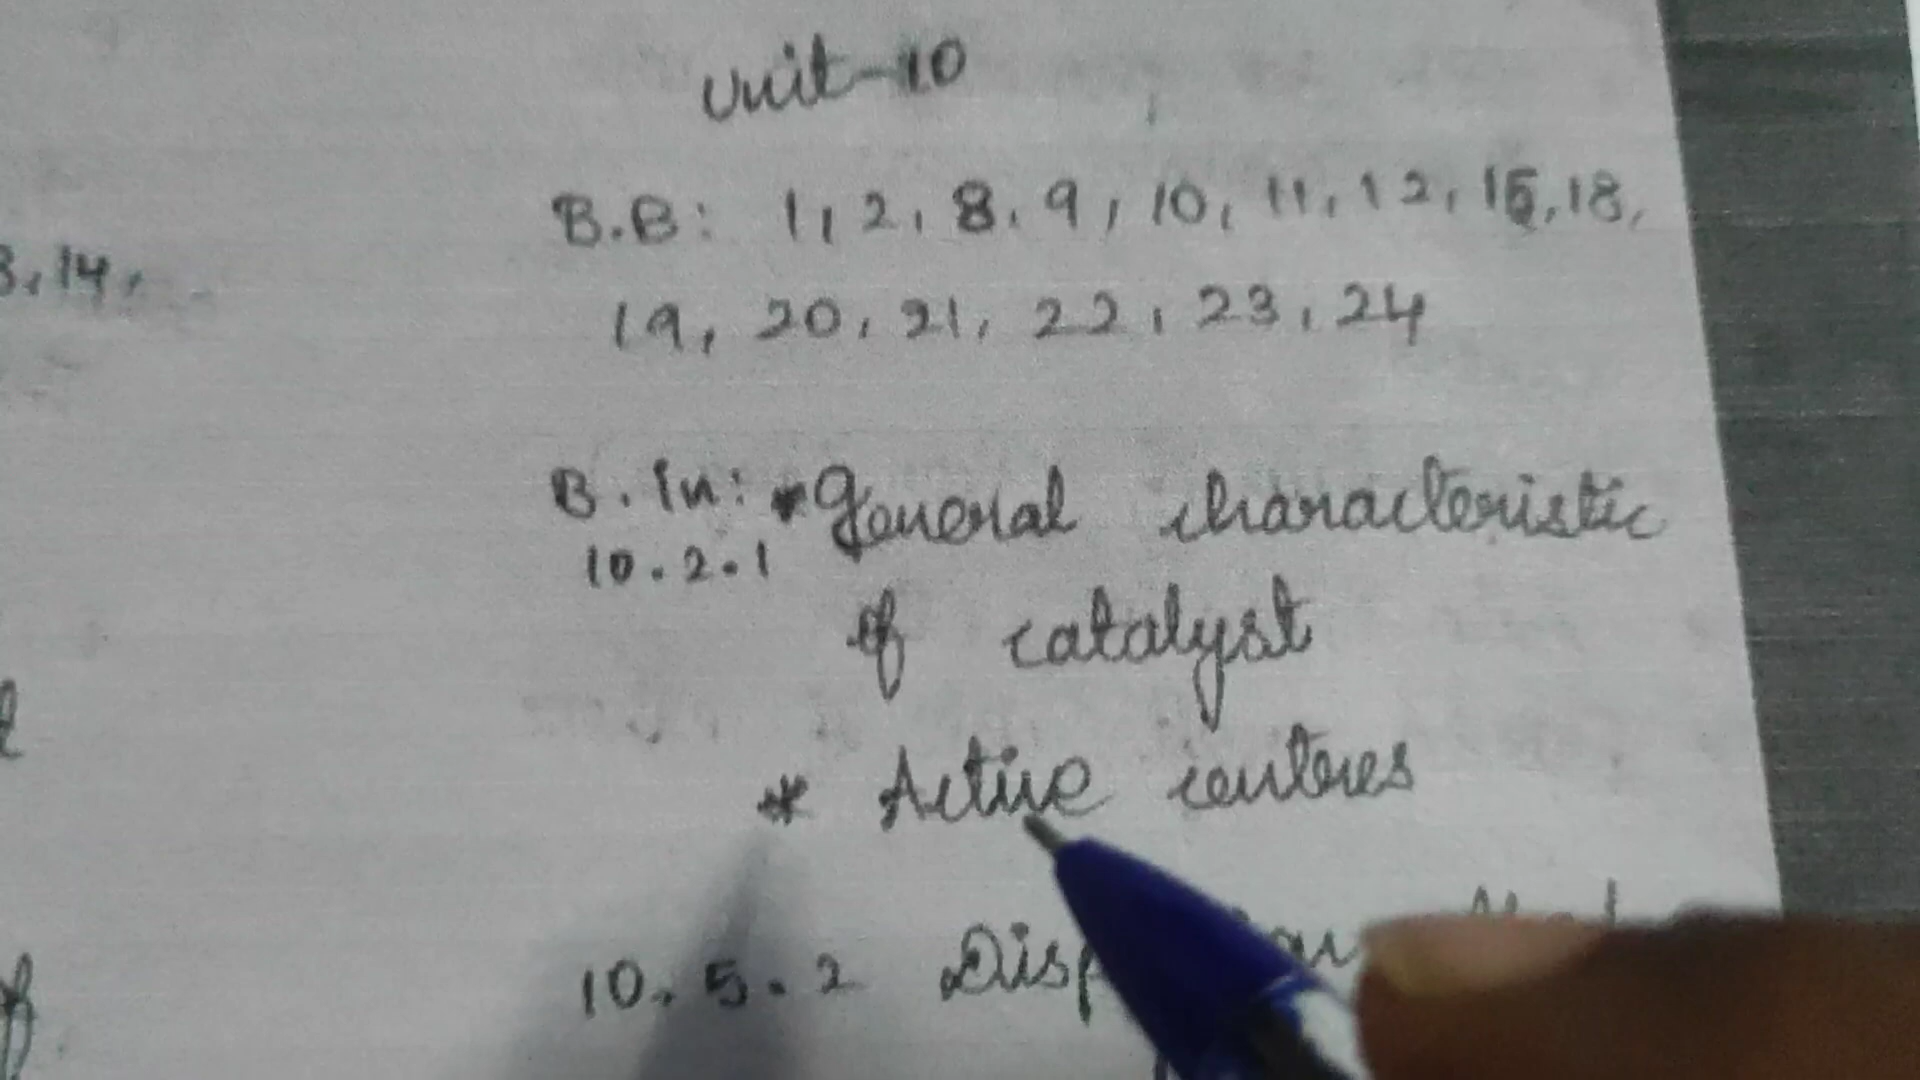 Unit-10
B.B: 1, 2, 8, 9, 10, 11, 12, 15, 18,
3, 14,
19, 20, 21, 22, 23, 24
B. In: * General characteristic
10.2.1
of catalyst
* Active centres
10.5.2
of